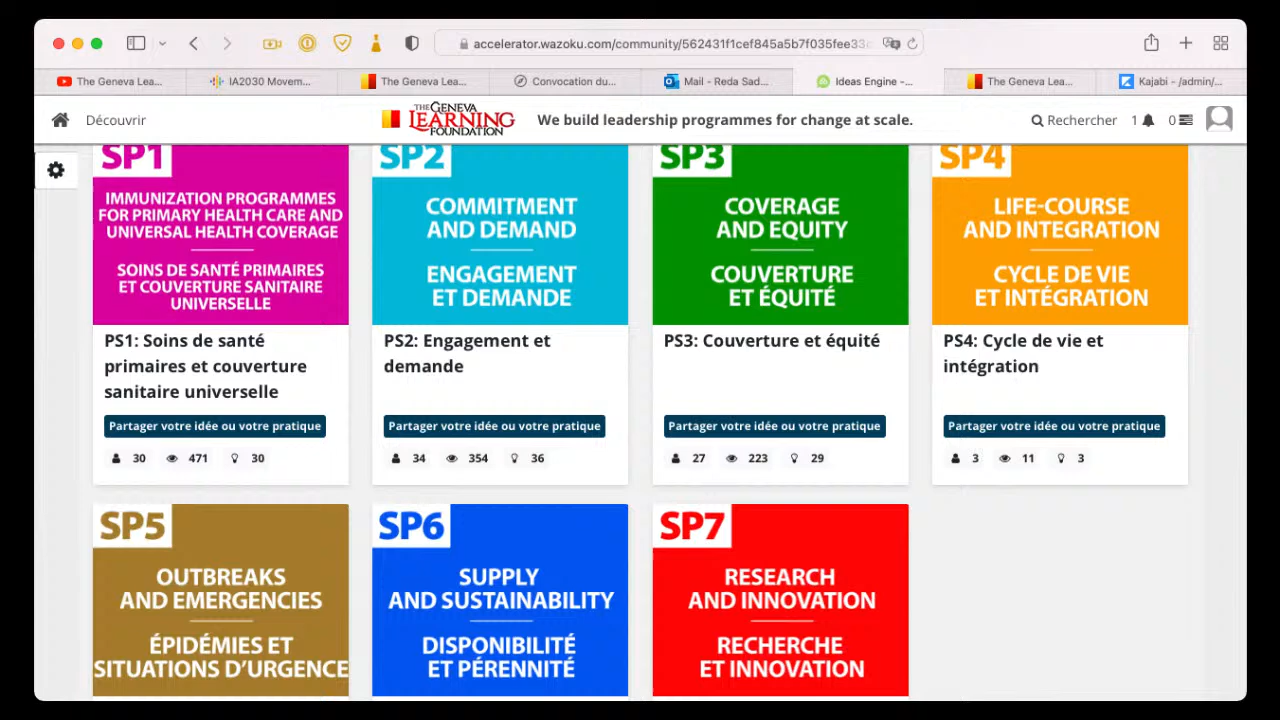 accelerator.wazoku.com/community/562431f1cef845a5b7f035fee33
The Geneva Lea...
IA2030 Movem...
The Geneva Lea...
Convocation du...
Mail - Reda Sad...
Ideas Engine -...
The Geneva Lea...
Kajabi - /admin/...
Découvrir
THE GENEVA
LEARNING
FOUNDATION
We build leadership programmes for change at scale.
Rechercher
1
0
SP1
IMMUNIZATION PROGRAMMES
FOR PRIMARY HEALTH CARE AND
UNIVERSAL HEALTH COVERAGE
SOINS DE SANTÉ PRIMAIRES
ET COUVERTURE SANITAIRE
UNIVERSELLE
PS1: Soins de santé
primaires et couverture
sanitaire universelle
Partager votre idée ou votre pratique
30 471 30
SP2
COMMITMENT
AND DEMAND
ENGAGEMENT
ET DEMANDE
PS2: Engagement et
demande
Partager votre idée ou votre pratique
34 354 36
SP3
COVERAGE
AND EQUITY
COUVERTURE
ET ÉQUITÉ
PS3: Couverture et équité
Partager votre idée ou votre pratique
27 223 29
SP4
LIFE-COURSE
AND INTEGRATION
CYCLE DE VIE
ET INTÉGRATION
PS4: Cycle de vie et
intégration
Partager votre idée ou votre pratique
3 11 3
SP5
OUTBREAKS
AND EMERGENCIES
ÉPIDÉMIES ET
SITUATIONS D'URGENCE
SP6
SUPPLY
AND SUSTAINABILITY
DISPONIBILITÉ
ET PÉRENNITÉ
SP7
RESEARCH
AND INNOVATION
RECHERCHE
ET INNOVATION